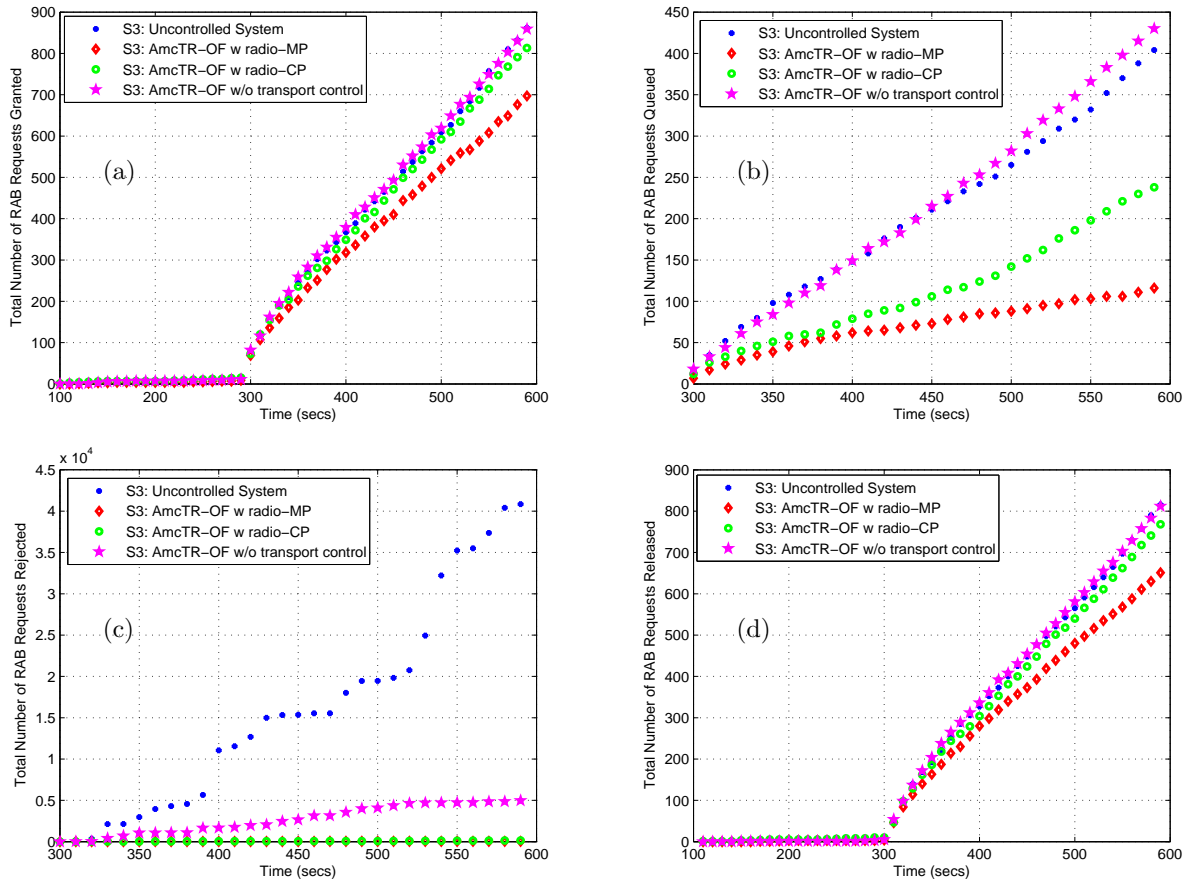 900
800
700
600
500
400
300
200
100
0
100
200
300
400
500
600
Time (secs)
Total Number of RAB Requests Granted
S3: Uncontrolled System
S3: AmcTR−OF w radio−MP
S3: AmcTR−OF w radio−CP
S3: AmcTR−OF w/o transport control
(a)
450
400
350
300
250
200
150
100
50
0
300
350
400
450
500
550
600
Time (secs)
Total Number of RAB Requests Queued
S3: Uncontrolled System
S3: AmcTR−OF w radio−MP
S3: AmcTR−OF w radio−CP
S3: AmcTR−OF w/o transport control
(b)
x 10^4
4.5
4
3.5
3
2.5
2
1.5
1
0.5
0
300
350
400
450
500
550
600
Time (secs)
Total Number of RAB Requests Rejected
S3: Uncontrolled System
S3: AmcTR−OF w radio−MP
S3: AmcTR−OF w radio−CP
S3: AmcTR−OF w/o transport control
(c)
900
800
700
600
500
400
300
200
100
0
100
200
300
400
500
600
Time (secs)
Total Number of RAB Requests Released
S3: Uncontrolled System
S3: AmcTR−OF w radio−MP
S3: AmcTR−OF w radio−CP
S3: AmcTR−OF w/o transport control
(d)